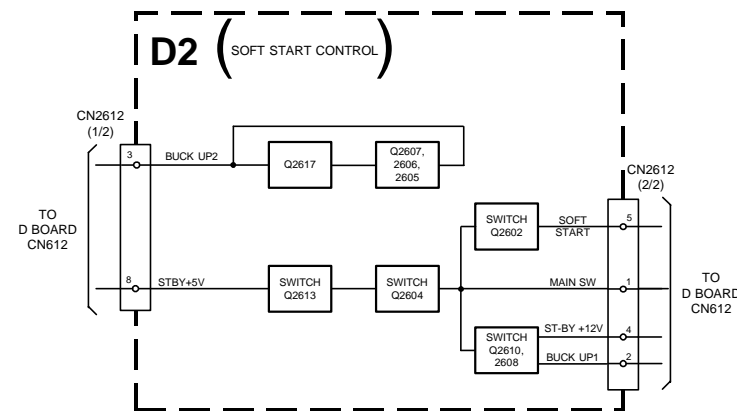 D2 (SOFT START CONTROL)
CN2612
(1/2)
3
BUCK UP2
Q2617
Q2607,
2606,
2605
CN2612
(2/2)
TO
D BOARD
CN612
8
STBY+5V
SWITCH
Q2613
SWITCH
Q2604
SWITCH
Q2602
SOFT
START
5
MAIN SW
1
SWITCH
Q2610,
2608
ST-BY +12V
4
BUCK UP1
2
TO
D BOARD
CN612